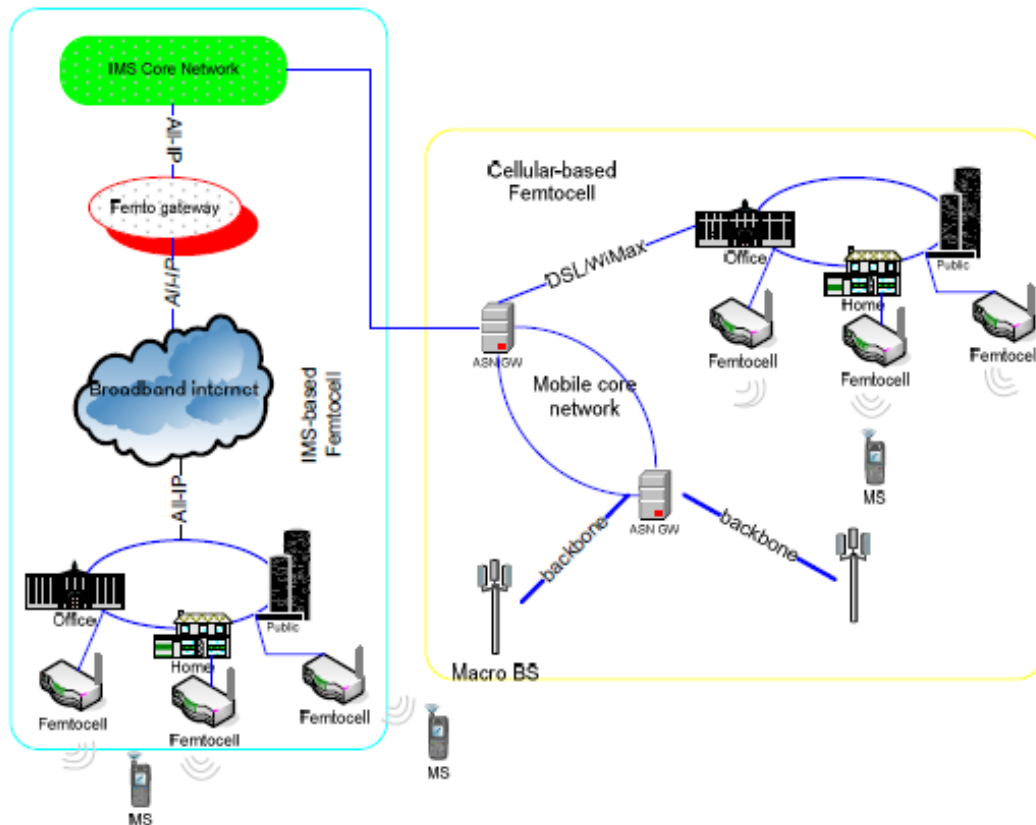 IMS Core Network
All-IP
Femto gateway
All-IP
Broadband internet
IMS-based
Femtocell
All-IP
Office
Home
Public
Femtocell
Femtocell
Femtocell
MS
MS
Cellular-based
Femtocell
DSL/WiMax
Office
Home
Public
Femtocell
Femtocell
Femtocell
MS
ASN GW
Mobile core
network
ASN GW
backbone
backbone
Macro BS